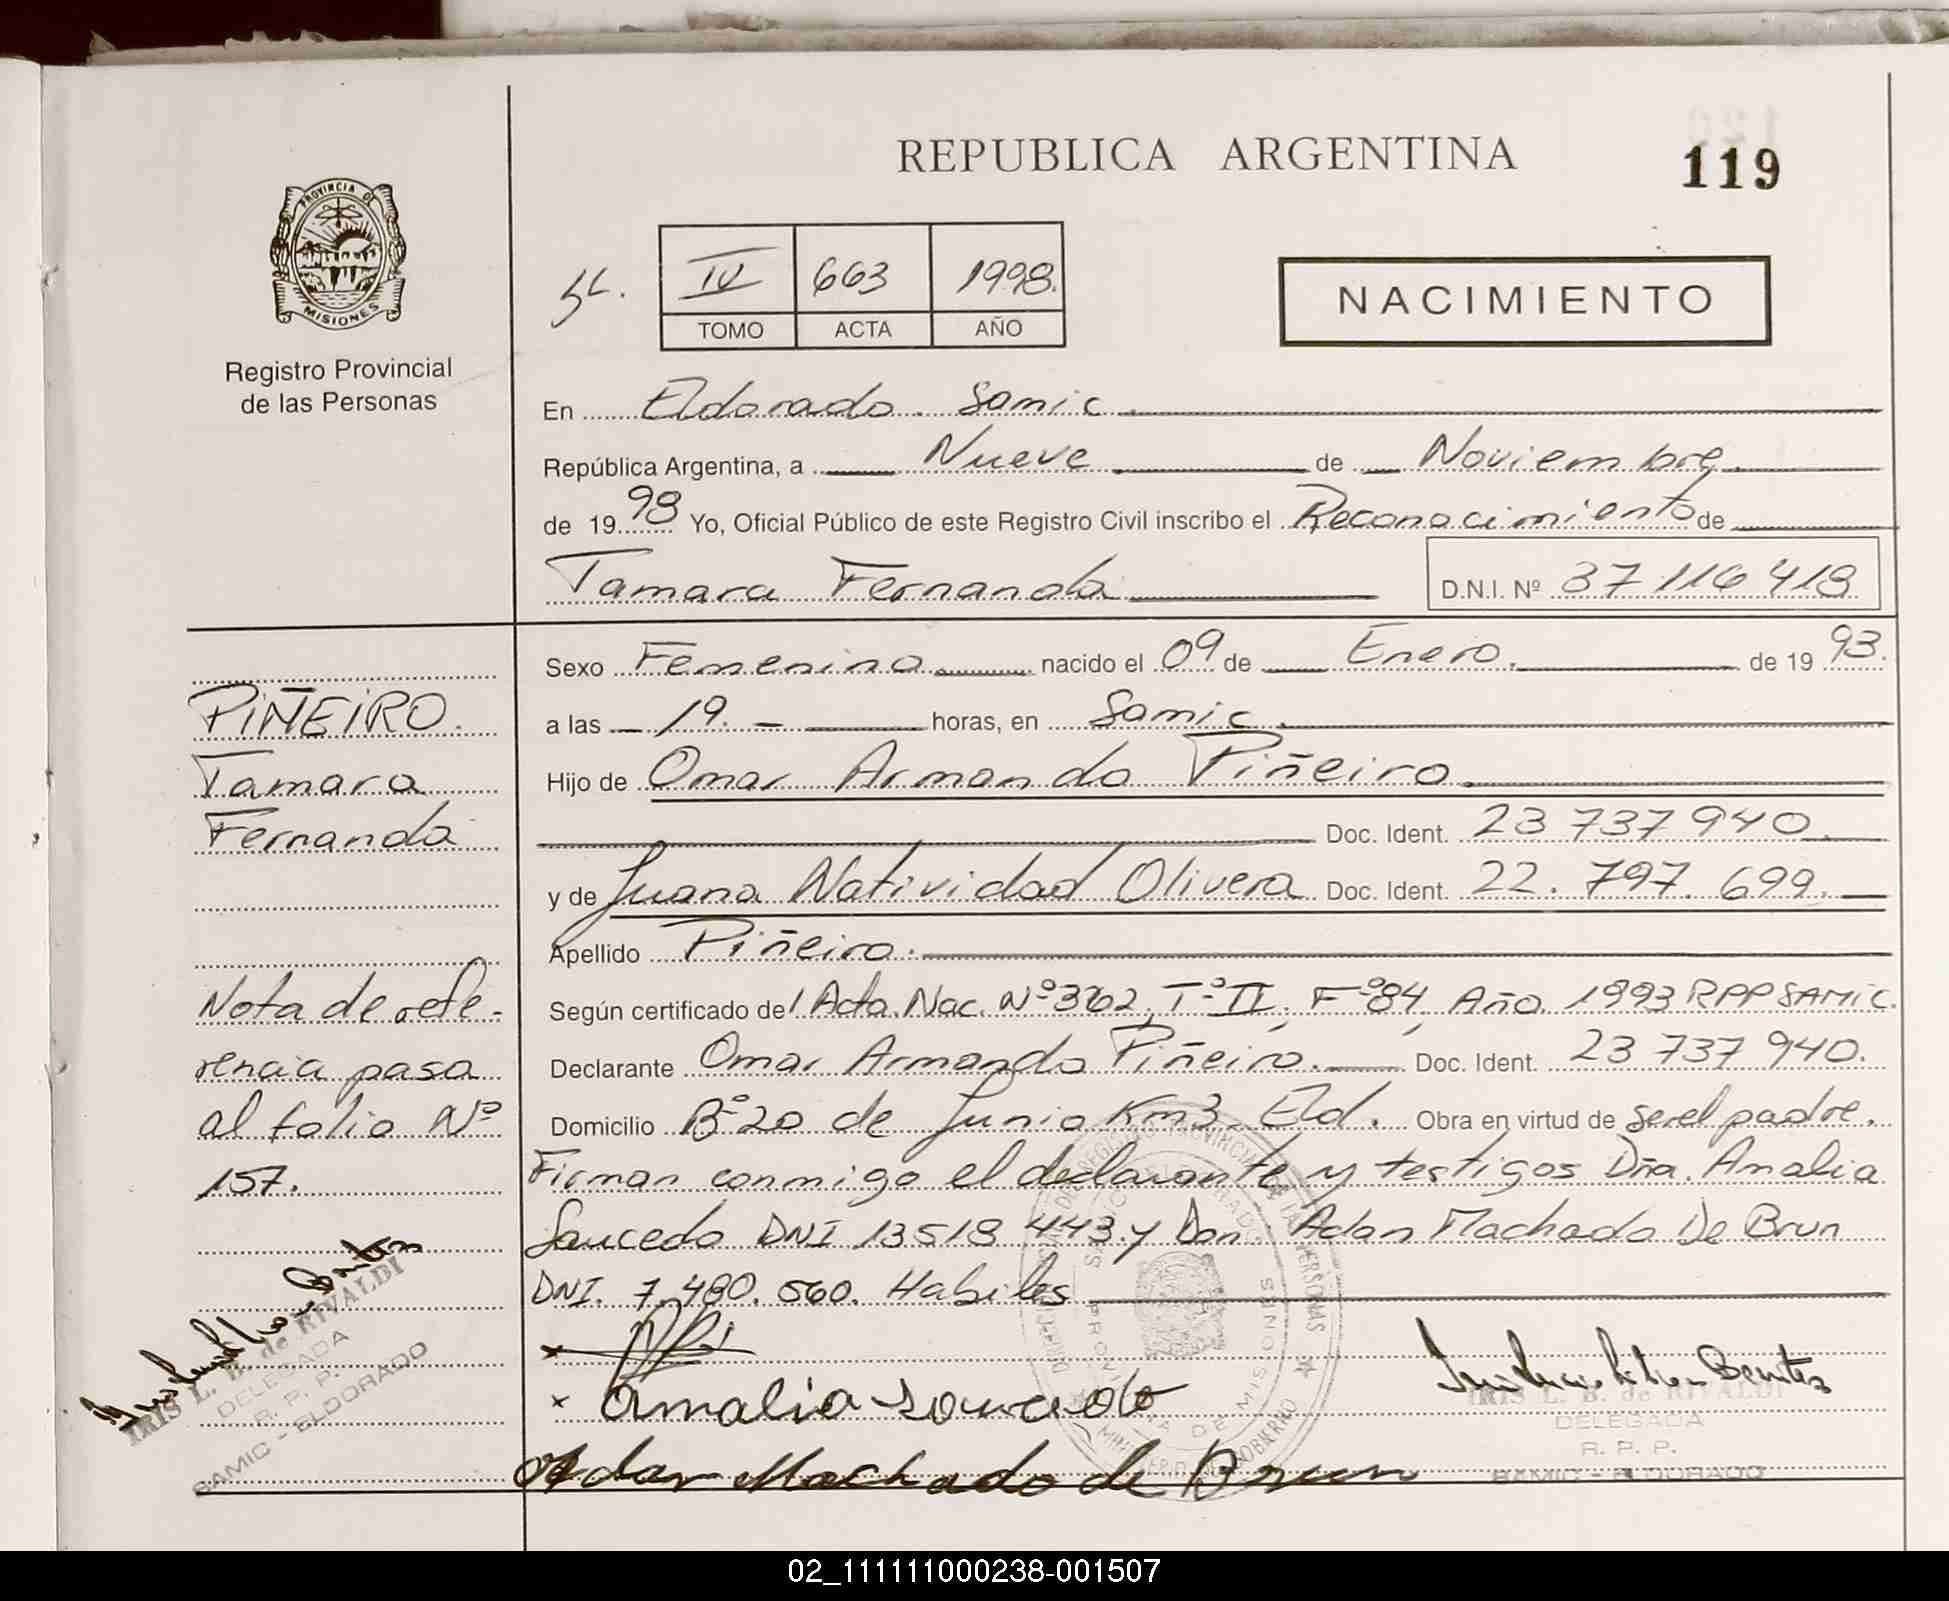 REPUBLICA ARGENTINA
119
PROVINCIA DE MISIONES
Registro Provincial
de las Personas
IV 663 1998.
TOMO ACTA AÑO
NACIMIENTO
En Eldorado. Samic.
República Argentina, a Nueve de Noviembre.
de 1998 Yo, Oficial Público de este Registro Civil inscribo el Reconocimiento de
Tamara Fernanda D.N.I. Nº 37 116 418
Sexo Femenino nacido el 09 de Enero. de 1993.
a las 19.- horas, en Samic.
Hijo de Omar Armando Piñeiro.
Doc. Ident. 23 737 940.
y de Juana Natividad Olivera Doc. Ident. 22. 797. 699.
Apellido Piñeiro.
Según certificado de Acta. Nac. Nº 362, Tº II, Fº 84, Año. 1993 RPP SAMIC.
Declarante Omar Armando Piñeiro. Doc. Ident. 23 737 940.
Domicilio Bº 20 de Junio Km3. Eld. Obra en virtud de ser el padre.
Firman conmigo el declarante y testigos Dña. Amalia
Saucedo DNI 13518 443 y Don Adan Machado De Brun
DNI. 7.480.560. Habiles
PIÑEIRO.
Tamara
Fernanda
Nota de refe-
rencia pasa
al folio Nº
157.
x
x Amalia Saucedo
Adan Machado de Brun
IRIS L. B. de RIVALDI
DELEGADA
R. P. P.
SAMIC - ELDORADO
IRIS L. B. de RIVALDI
DELEGADA
R. P. P.
SAMIC - ELDORADO
02_111111000238-001507